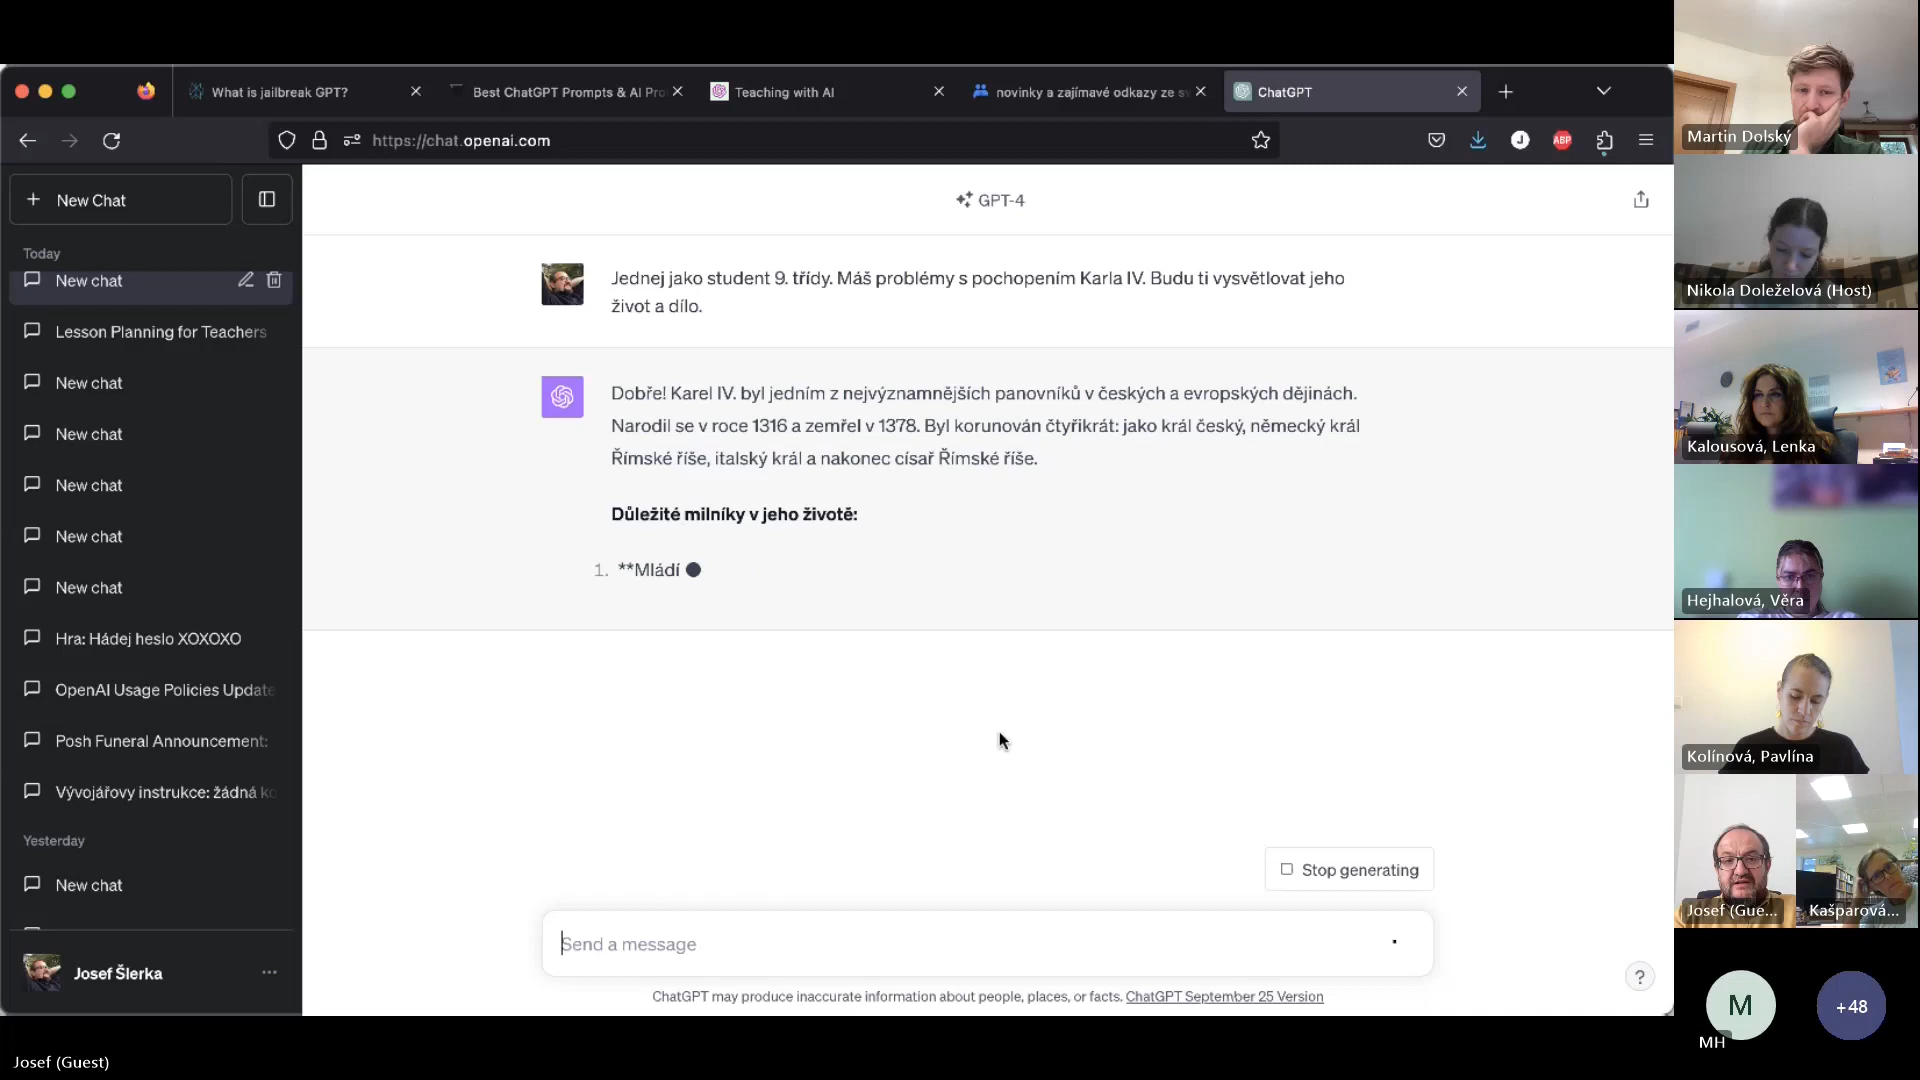 What is jailbreak GPT?
Best ChatGPT Prompts & AI Pro
Teaching with AI
novinky a zajímavé odkazy ze s
ChatGPT
https://chat.openai.com
ABP
J
New Chat
Today
New chat
Lesson Planning for Teachers
New chat
New chat
New chat
New chat
New chat
Hra: Hádej heslo XOXOXO
OpenAI Usage Policies Update
Posh Funeral Announcement:
Vývojářovy instrukce: žádná ko
Yesterday
New chat
Josef Šlerka
GPT-4
Jednej jako student 9. třídy. Máš problémy s pochopením Karla IV. Budu ti vysvětlovat jeho
život a dílo.
Dobře! Karel IV. byl jedním z nejvýznamnějších panovníků v českých a evropských dějinách.
Narodil se v roce 1316 a zemřel v 1378. Byl korunován čtyřikrát: jako král český, německý král
Římské říše, italský král a nakonec císař Římské říše.
Důležité milníky v jeho životě:
1. **Mládí
Stop generating
Send a message
ChatGPT may produce inaccurate information about people, places, or facts. ChatGPT September 25 Version
?
Martin Dolský
Nikola Doleželová (Host)
Kalousová, Lenka
Hejhalová, Věra
Kolínová, Pavlína
Josef (Gue...
Kašparová...
M
MH
+48
Josef (Guest)